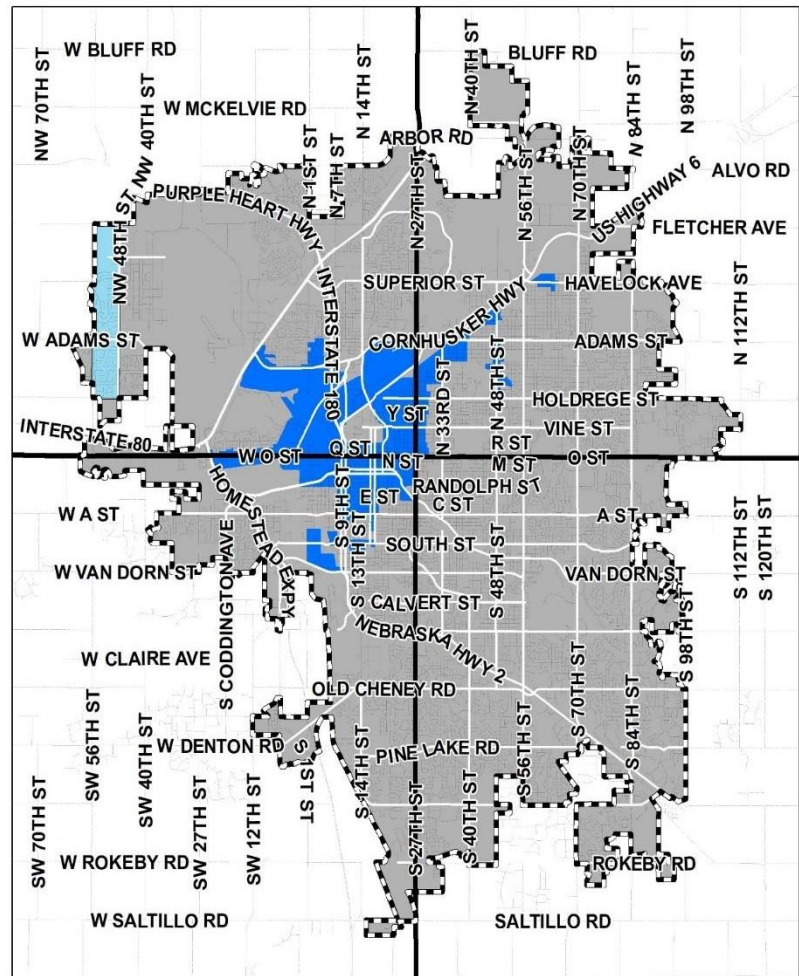 W BLUFF RD
BLUFF RD
NW 70TH ST
NW 40TH ST
N 14TH ST
N 40TH ST
N 84TH ST
N 98TH ST
W MCKELVIE RD
ARBOR RD
N 1ST ST
N 7TH ST
N 27TH ST
N 56TH ST
N 70TH ST
US HIGHWAY 6
ALVO RD
PURPLE HEART HWY
NW 48TH ST
FLETCHER AVE
INTERSTATE 180
SUPERIOR ST
CORNHUSKER HWY
HAVELOCK AVE
N 112TH ST
W ADAMS ST
ADAMS ST
N 33RD ST
N 48TH ST
HOLDREGE ST
Y ST
VINE ST
INTERSTATE 80
W O ST
Q ST
N ST
R ST
M ST
O ST
RANDOLPH ST
E ST
C ST
W A ST
A ST
HOMESTEAD EXPY
S 9TH ST
S 13TH ST
SOUTH ST
S 48TH ST
S 112TH ST
S 120TH ST
W VAN DORN ST
VAN DORN ST
S CODDINGTON AVE
CALVERT ST
NEBRASKA HWY 2
S 98TH ST
W CLAIRE AVE
OLD CHENEY RD
S 70TH ST
S 84TH ST
SW 56TH ST
SW 40TH ST
W DENTON RD
S 1ST ST
S 14TH ST
PINE LAKE RD
S 56TH ST
SW 70TH ST
SW 27TH ST
SW 12TH ST
S 27TH ST
S 40TH ST
W ROKEBY RD
ROKEBY RD
W SALTILLO RD
SALTILLO RD